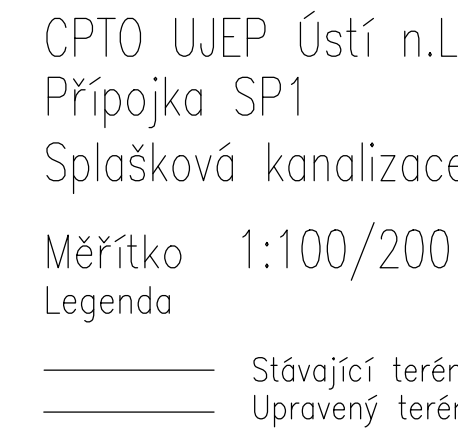 CPTO UJEP Ústí n.L
Přípojka SP1
Splašková kanalizace
Měřítko 1:100/200
Legenda
Stávající terén
Upravený terén